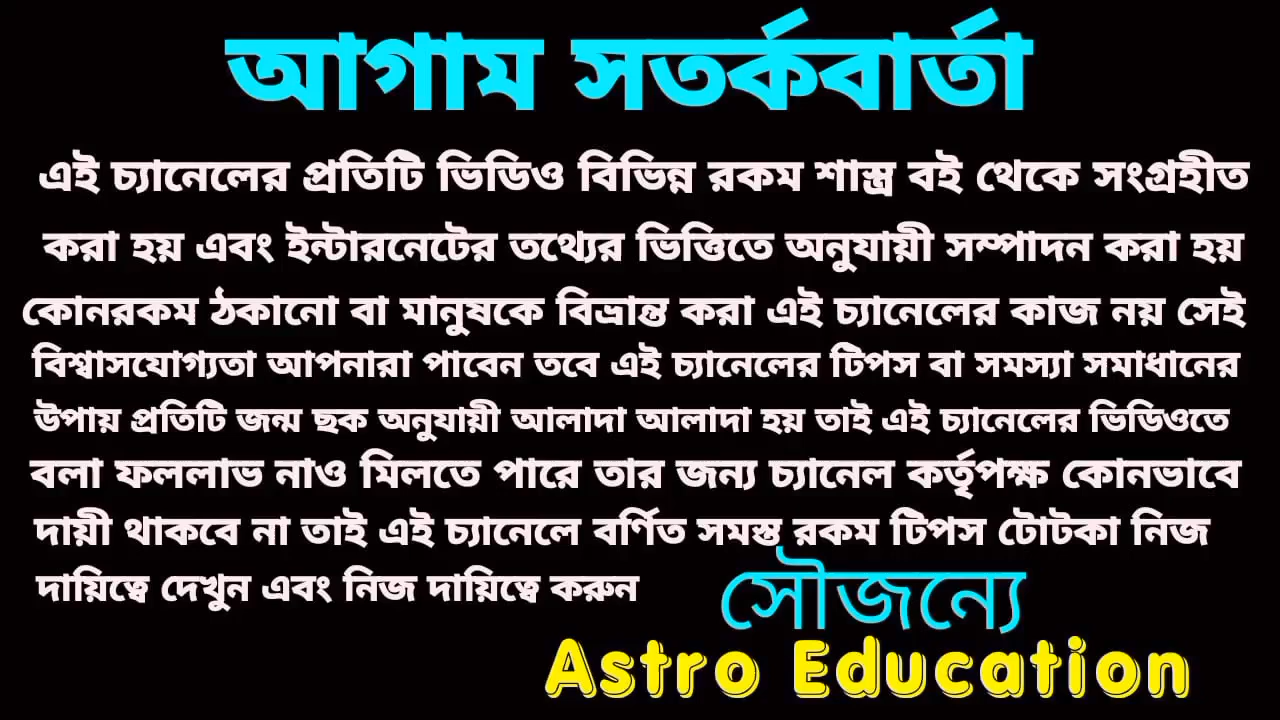 আগাম সতর্কবার্তা
এই চ্যানেলের প্রতিটি ভিডিও বিভিন্ন রকম শাস্ত্র বই থেকে সংগ্রহীত
করা হয় এবং ইন্টারনেটের তথ্যের ভিত্তিতে অনুযায়ী সম্পাদন করা হয়
কোনরকম ঠকানো বা মানুষকে বিভ্রান্ত করা এই চ্যানেলের কাজ নয় সেই
বিশ্বাসযোগ্যতা আপনারা পাবেন তবে এই চ্যানেলের টিপস বা সমস্যা সমাধানের
উপায় প্রতিটি জন্ম ছক অনুযায়ী আলাদা আলাদা হয় তাই এই চ্যানেলের ভিডিওতে
বলা ফললাভ নাও মিলতে পারে তার জন্য চ্যানেল কর্তৃপক্ষ কোনভাবে
দায়ী থাকবে না তাই এই চ্যানেলে বর্ণিত সমস্ত রকম টিপস টোটকা নিজ
দায়িত্বে দেখুন এবং নিজ দায়িত্বে করুন
সৌজন্যে
Astro Education